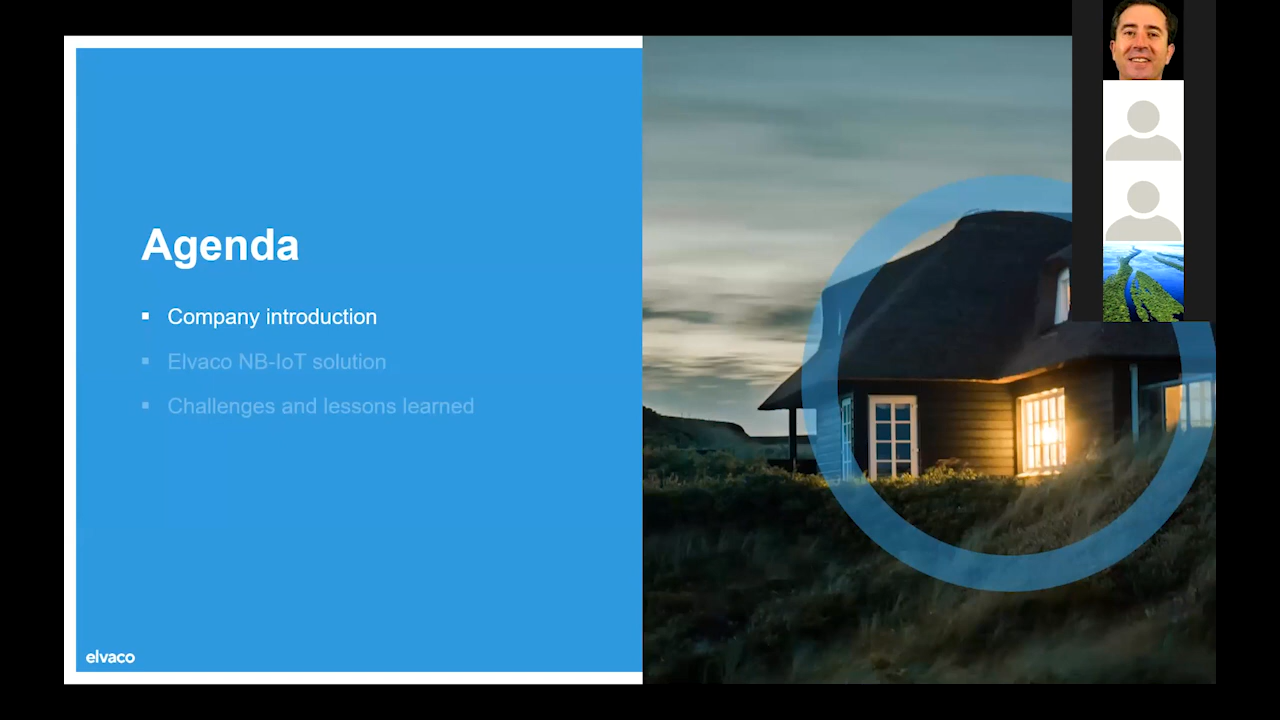 Agenda
▪ Company introduction
▪ Elvaco NB-IoT solution
▪ Challenges and lessons learned
elvaco